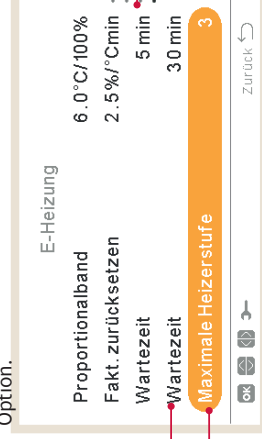 Option.
E-Heizung
Proportionalband 6.0°C/100%
Fakt. zurücksetzen 2.5%/°Cmin
Wartezeit 5 min
Wartezeit 30 min
Maximale Heizerstufe 3
OK Zurück